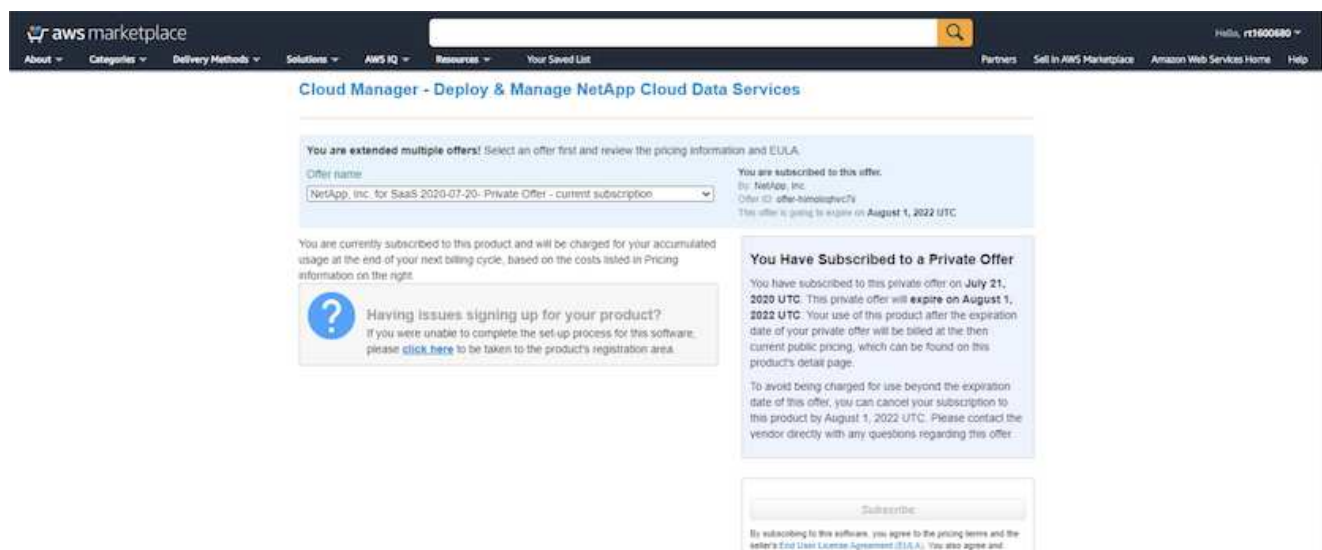 aws marketplace
Hello, rt1600680
About
Categories
Delivery Methods
Solutions
AWS IQ
Resources
Your Saved List
Partners
Sell in AWS Marketplace
Amazon Web Services Home
Help
Cloud Manager - Deploy & Manage NetApp Cloud Data Services
You are extended multiple offers! Select an offer first and review the pricing information and EULA.
Offer name
NetApp, Inc. for SaaS 2020-07-20- Private Offer - current subscription
You are subscribed to this offer.
By: NetApp, Inc.
Offer ID:
This offer is going to expire on August 1, 2022 UTC
You are currently subscribed to this product and will be charged for your accumulated
usage at the end of your next billing cycle, based on the costs listed in Pricing
information on the right.
Having issues signing up for your product?
If you were unable to complete the set-up process for this software,
please click here to be taken to the product's registration area.
You Have Subscribed to a Private Offer
You have subscribed to this private offer on July 21,
2020 UTC. This private offer will expire on August 1,
2022 UTC. Your use of this product after the expiration
date of your private offer will be billed at the then
current public pricing, which can be found on this
product's detail page.
To avoid being charged for use beyond the expiration
date of this offer, you can cancel your subscription to
this product by August 1, 2022 UTC. Please contact the
vendor directly with any questions regarding this offer
Subscribe
By subscribing to this software, you agree to the pricing terms and the
seller's End User License Agreement (EULA). You also agree and